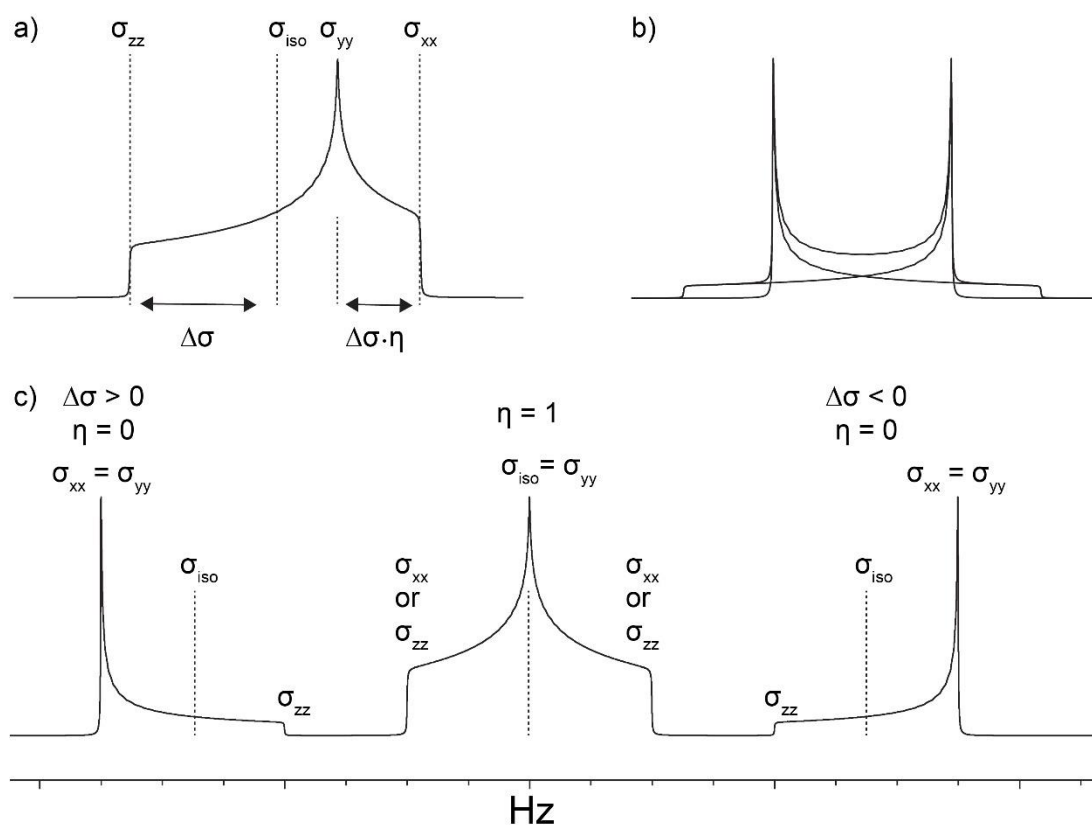 a)
σzz σiso σyy σxx
Δσ Δσ·η
b)
c)
Δσ > 0
η = 0
σxx = σyy
σiso
σzz
η = 1
σiso = σyy
σxx
or
σzz
σxx
or
σzz
Δσ < 0
η = 0
σxx = σyy
σiso
σzz
Hz